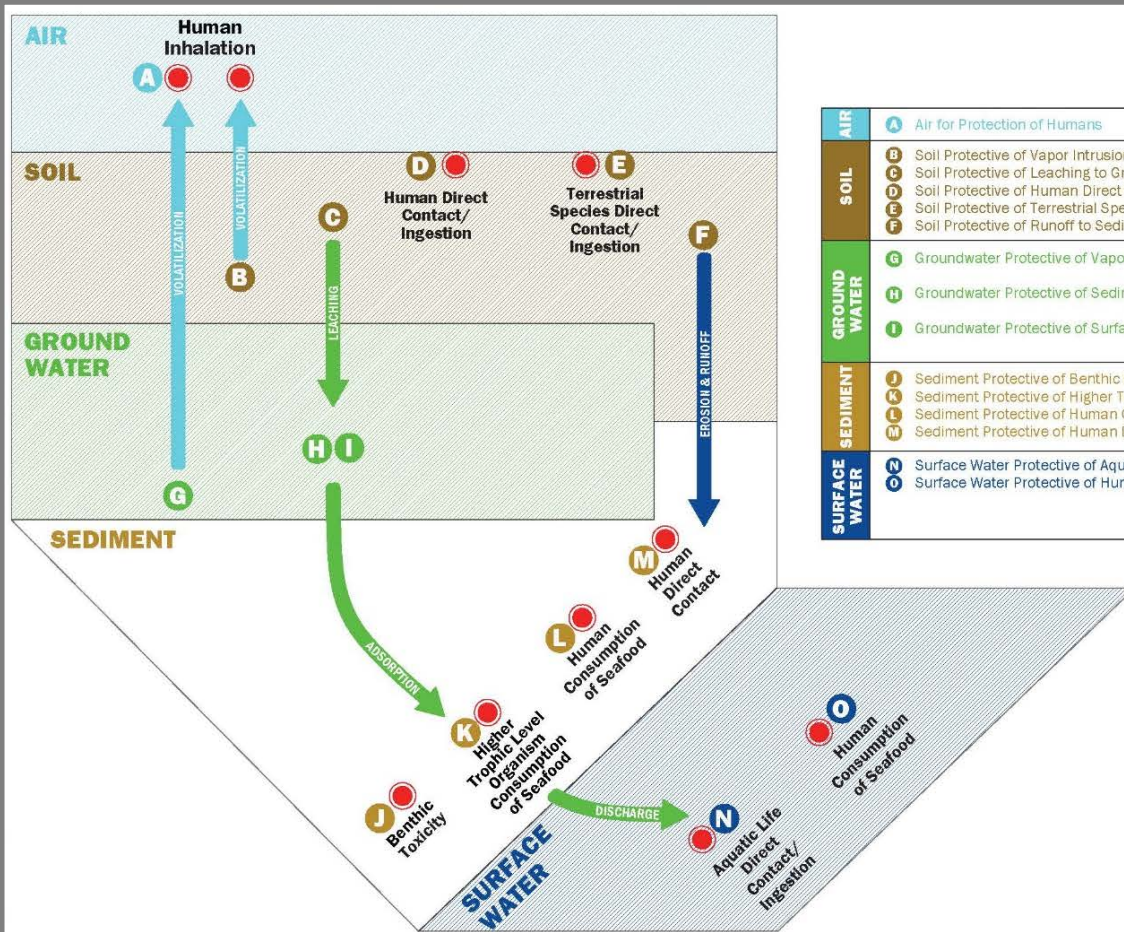 AIR
Human
Inhalation
A
VOLATILIZATION
VOLATILIZATION
SOIL
B
C
LEACHING
D
Human Direct
Contact/
Ingestion
E
Terrestrial
Species Direct
Contact/
Ingestion
F
EROSION & RUNOFF
GROUND
WATER
G
H I
SEDIMENT
ADSORPTION
M
Human
Direct
Contact
L
Human
Consumption
of Seafood
K
Higher
Trophic Level
Organism
Consumption
of Seafood
J
Benthic
Toxicity
DISCHARGE
SURFACE
WATER
N
Aquatic Life
Direct
Contact/
Ingestion
O
Human
Consumption
of Seafood
AIR
A Air for Protection of Humans
SOIL
B Soil Protective of Vapor Intrusion
C Soil Protective of Leaching to Gr
D Soil Protective of Human Direct
E Soil Protective of Terrestrial Spe
F Soil Protective of Runoff to Sedi
GROUND
WATER
G Groundwater Protective of Vapo
H Groundwater Protective of Sedi
I Groundwater Protective of Surfa
SEDIMENT
J Sediment Protective of Benthic
K Sediment Protective of Higher T
L Sediment Protective of Human
M Sediment Protective of Human
SURFACE
WATER
N Surface Water Protective of Aqu
O Surface Water Protective of Hu